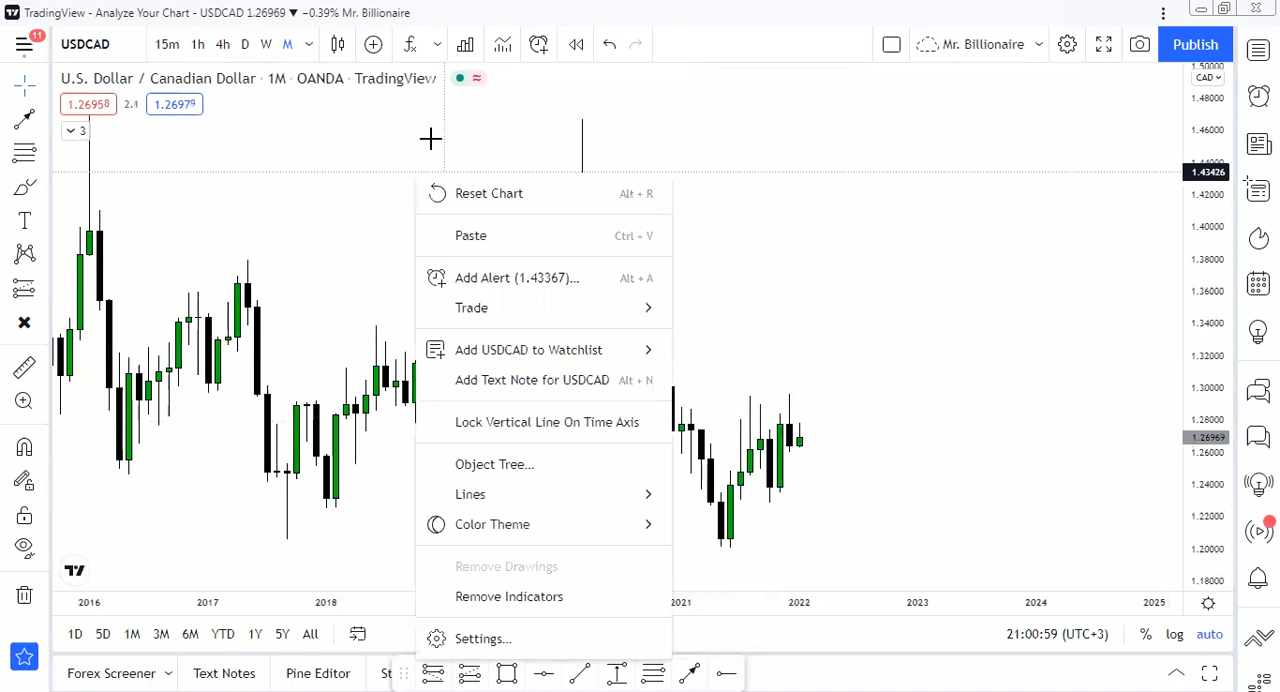 TradingView - Analyze Your Chart - USDCAD 1.26969 ▼ −0.39% Mr. Billionaire
11
USDCAD 15m 1h 4h D W M Mr. Billionaire Publish
U.S. Dollar / Canadian Dollar · 1M · OANDA · TradingView
1.26958 2.1 1.26979
3
1.50000
CAD
1.48000
1.46000
1.44000
1.43426
1.42000
1.40000
1.38000
1.36000
1.34000
1.32000
1.30000
1.28000
1.26969
1.26000
1.24000
1.22000
1.20000
1.18000
Reset Chart Alt + R
Paste Ctrl + V
Add Alert (1.43367)... Alt + A
Trade
Add USDCAD to Watchlist
Add Text Note for USDCAD Alt + N
Lock Vertical Line On Time Axis
Object Tree...
Lines
Color Theme
Remove Drawings
Remove Indicators
Settings...
2016 2017 2018 2021 2022 2023 2024 2025
1D 5D 1M 3M 6M YTD 1Y 5Y All 21:00:59 (UTC+3) % log auto
Forex Screener Text Notes Pine Editor St